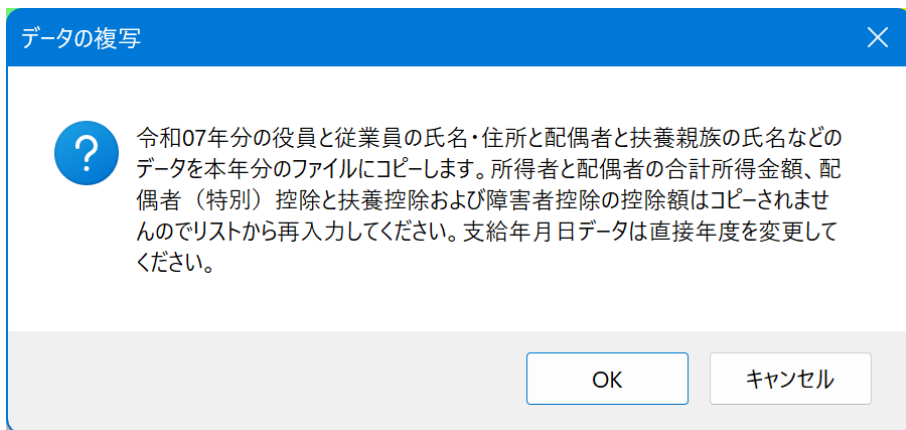 データの複写
令和07年分の役員と従業員の氏名・住所と配偶者と扶養親族の氏名などの
データを本年分のファイルにコピーします。所得者と配偶者の合計所得金額、配
偶者（特別）控除と扶養控除および障害者控除の控除額はコピーされませ
んのでリストから再入力してください。支給年月日データは直接年度を変更して
ください。
OK
キャンセル